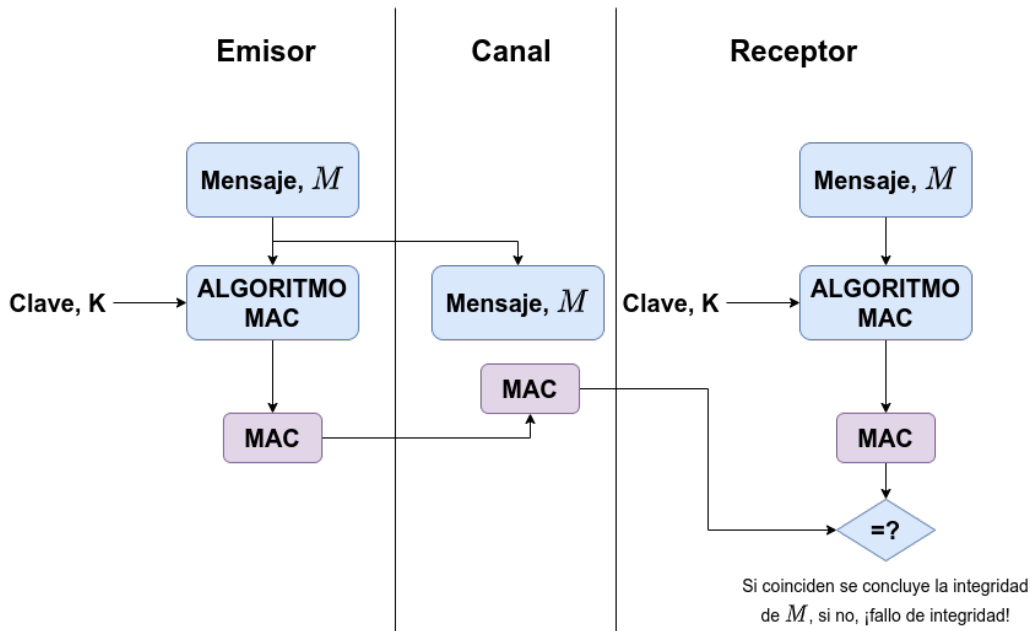 Emisor
Canal
Receptor
Mensaje, M
Mensaje, M
Clave, K
ALGORITMO
MAC
Mensaje, M
Clave, K
ALGORITMO
MAC
MAC
MAC
MAC
=?
Si coinciden se concluye la integridad
de M, si no, ¡fallo de integridad!